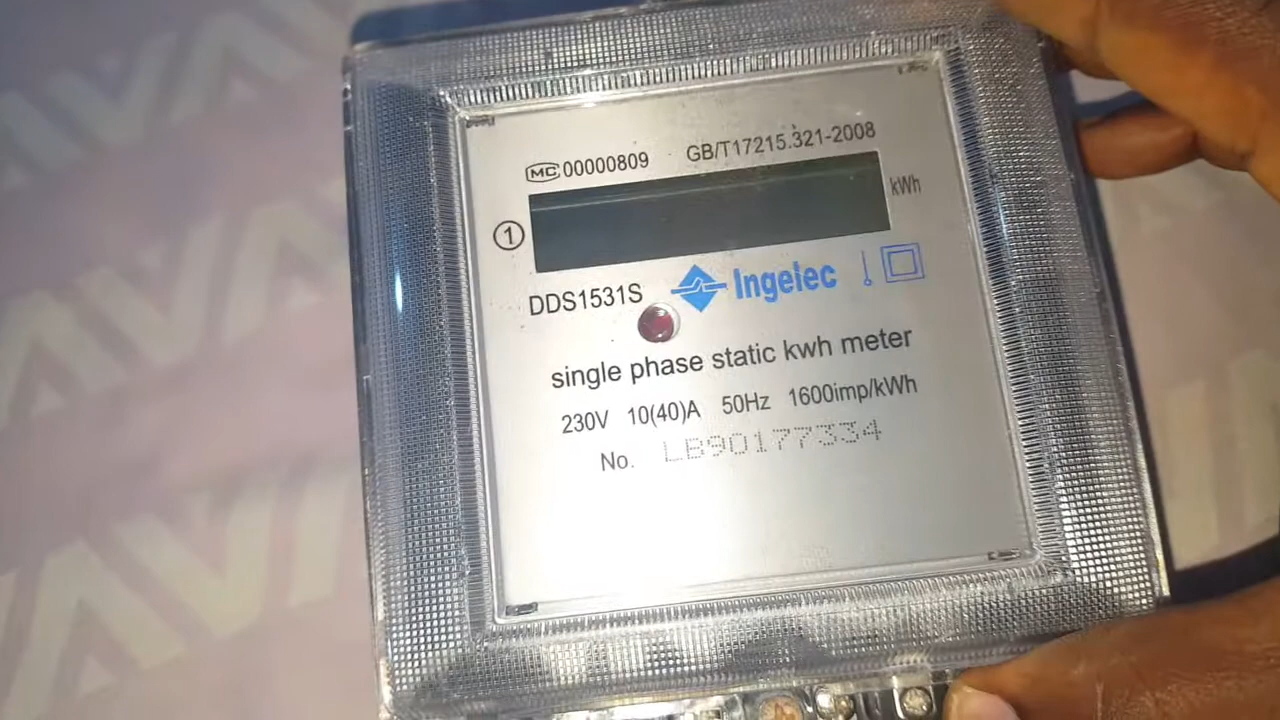 MC 00000809 GB/T17215.321-2008
kWh
1
DDS1531S Ingelec
single phase static kwh meter
230V 10(40)A 50Hz 1600imp/kWh
No. LB90177334